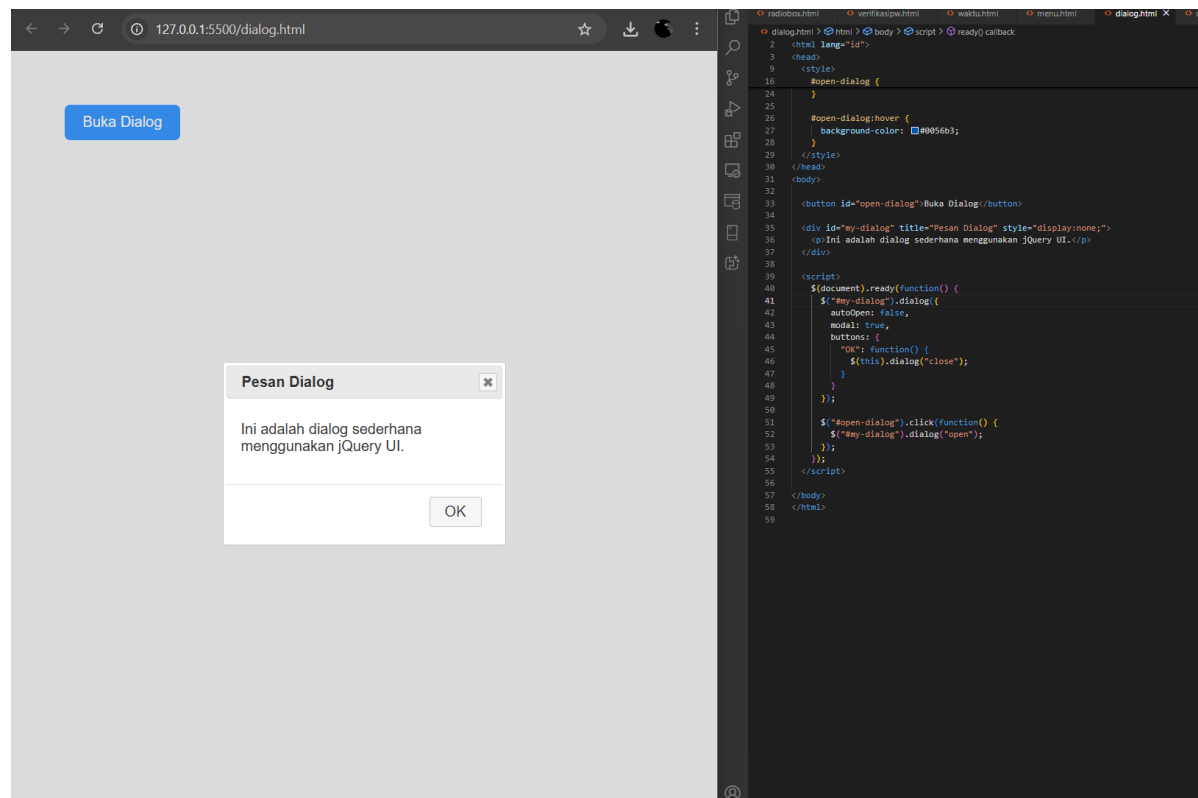 127.0.0.1:5500/dialog.html
Buka Dialog
Pesan Dialog
Ini adalah dialog sederhana
menggunakan jQuery UI.
OK
radiobox.html verifikasipw.html waktu.html menu.html dialog.html
dialog.html > html > body > script > ready() callback
2 <html lang="id">
3 <head>
9 <style>
16 #open-dialog {
24 }
25
26 #open-dialog:hover {
27 background-color: #0056b3;
28 }
29 </style>
30 </head>
31 <body>
32
33 <button id="open-dialog">Buka Dialog</button>
34
35 <div id="my-dialog" title="Pesan Dialog" style="display:none;">
36 <p>Ini adalah dialog sederhana menggunakan jQuery UI.</p>
37 </div>
38
39 <script>
40 $(document).ready(function() {
41 $("#my-dialog").dialog({
42 autoOpen: false,
43 modal: true,
44 buttons: {
45 "OK": function() {
46 $(this).dialog("close");
47 }
48 }
49 });
50
51 $("#open-dialog").click(function() {
52 $("#my-dialog").dialog("open");
53 });
54 });
55 </script>
56
57 </body>
58 </html>
59